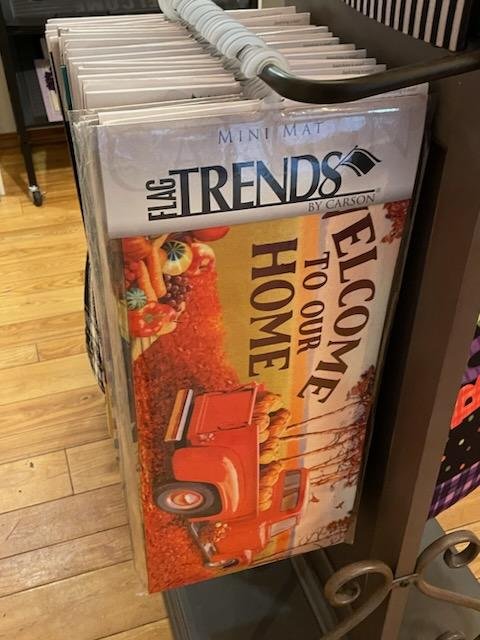 MINI MAT
FLAG TRENDS
BY CARSON
WELCOME
TO OUR
HOME